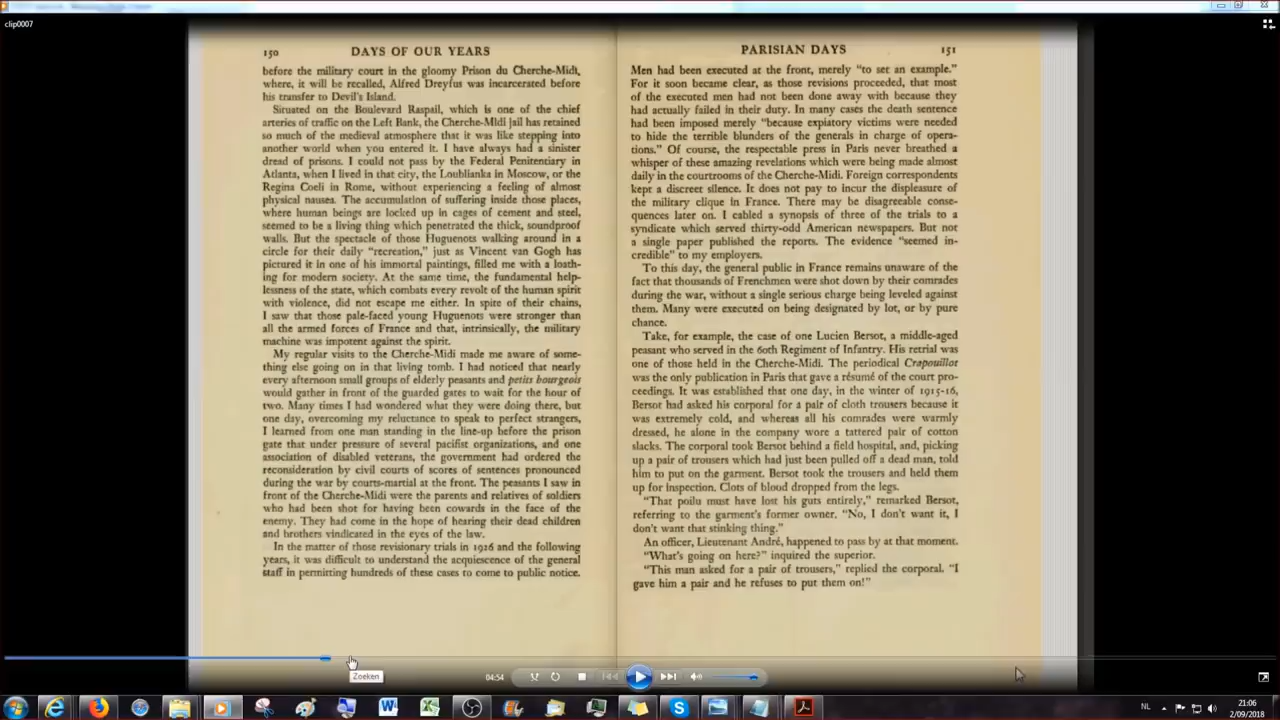 clip0007
150 DAYS OF OUR YEARS
before the military court in the gloomy Prison du Cherche-Midi,
where, it will be recalled, Alfred Dreyfus was incarcerated before
his transfer to Devil's Island.
Situated on the Boulevard Raspail, which is one of the chief
arteries of traffic on the Left Bank, the Cherche-Midi jail has retained
so much of the medieval atmosphere that it was like stepping into
another world when you entered it. I have always had a sinister
dread of prisons. I could not pass by the Federal Penitentiary in
Atlanta, when I lived in that city, the Loublianka in Moscow, or the
Regina Coeli in Rome, without experiencing a feeling of almost
physical nausea. The accumulation of suffering inside those places,
where human beings are locked up in cages of cement and steel,
seemed to be a living thing which penetrated the thick, soundproof
walls. But the spectacle of those Huguenots walking around in a
circle for their daily "recreation," just as Vincent van Gogh has
pictured it in one of his immortal paintings, filled me with a loath-
ing for modern society. At the same time, the fundamental help-
lessness of the state, which combats every revolt of the human spirit
with violence, did not escape me either. In spite of their chains,
I saw that those pale-faced young Huguenots were stronger than
all the armed forces of France and that, intrinsically, the military
machine was impotent against the spirit.
My regular visits to the Cherche-Midi made me aware of some-
thing else going on in that living tomb. I had noticed that nearly
every afternoon small groups of elderly peasants and petits bourgeois
would gather in front of the guarded gates to wait for the hour of
two. Many times I had wondered what they were doing there, but
one day, overcoming my reluctance to speak to perfect strangers,
I learned from one man standing in the line-up before the prison
gate that under pressure of several pacifist organizations, and one
association of disabled veterans, the government had ordered the
reconsideration by civil courts of scores of sentences pronounced
during the war by courts-martial at the front. The peasants I saw in
front of the Cherche-Midi were the parents and relatives of soldiers
who had been shot for having been cowards in the face of the
enemy. They had come in the hope of hearing their dead children
and brothers vindicated in the eyes of the law.
In the matter of those revisionary trials in 1926 and the following
years, it was difficult to understand the acquiescence of the general
staff in permitting hundreds of these cases to come to public notice.
PARISIAN DAYS 151
Men had been executed at the front, merely "to set an example."
For it soon became clear, as those revisions proceeded, that most
of the executed men had not been done away with because they
had actually failed in their duty. In many cases the death sentence
had been imposed merely "because expiatory victims were needed
to hide the terrible blunders of the generals in charge of opera-
tions." Of course, the respectable press in Paris never breathed a
whisper of these amazing revelations which were being made almost
daily in the courtrooms of the Cherche-Midi. Foreign correspondents
kept a discreet silence. It does not pay to incur the displeasure of
the military clique in France. There may be disagreeable conse-
quences later on. I cabled a synopsis of three of the trials to a
syndicate which served thirty-odd American newspapers. But not
a single paper published the reports. The evidence "seemed in-
credible" to my employers.
To this day, the general public in France remains unaware of the
fact that thousands of Frenchmen were shot down by their comrades
during the war, without a single serious charge being leveled against
them. Many were executed on being designated by lot, or by pure
chance.
Take, for example, the case of one Lucien Bersot, a middle-aged
peasant who served in the 60th Regiment of Infantry. His retrial was
one of those held in the Cherche-Midi. The periodical Crapouillot
was the only publication in Paris that gave a résumé of the court pro-
ceedings. It was established that one day, in the winter of 1915-16,
Bersot had asked his corporal for a pair of cloth trousers because it
was extremely cold, and whereas all his comrades were warmly
dressed, he alone in the company wore a tattered pair of cotton
slacks. The corporal took Bersot behind a field hospital, and, picking
up a pair of trousers which had just been pulled off a dead man, told
him to put on the garment. Bersot took the trousers and held them
up for inspection. Clots of blood dropped from the legs.
"That poilu must have lost his guts entirely," remarked Bersot,
referring to the garment's former owner. "No, I don't want it, I
don't want that stinking thing."
An officer, Lieutenant André, happened to pass by at that moment.
"What's going on here?" inquired the superior.
"This man asked for a pair of trousers," replied the corporal. "I
gave him a pair and he refuses to put them on!"
Zoeken
04:54
NL
21:06
2/09/2018